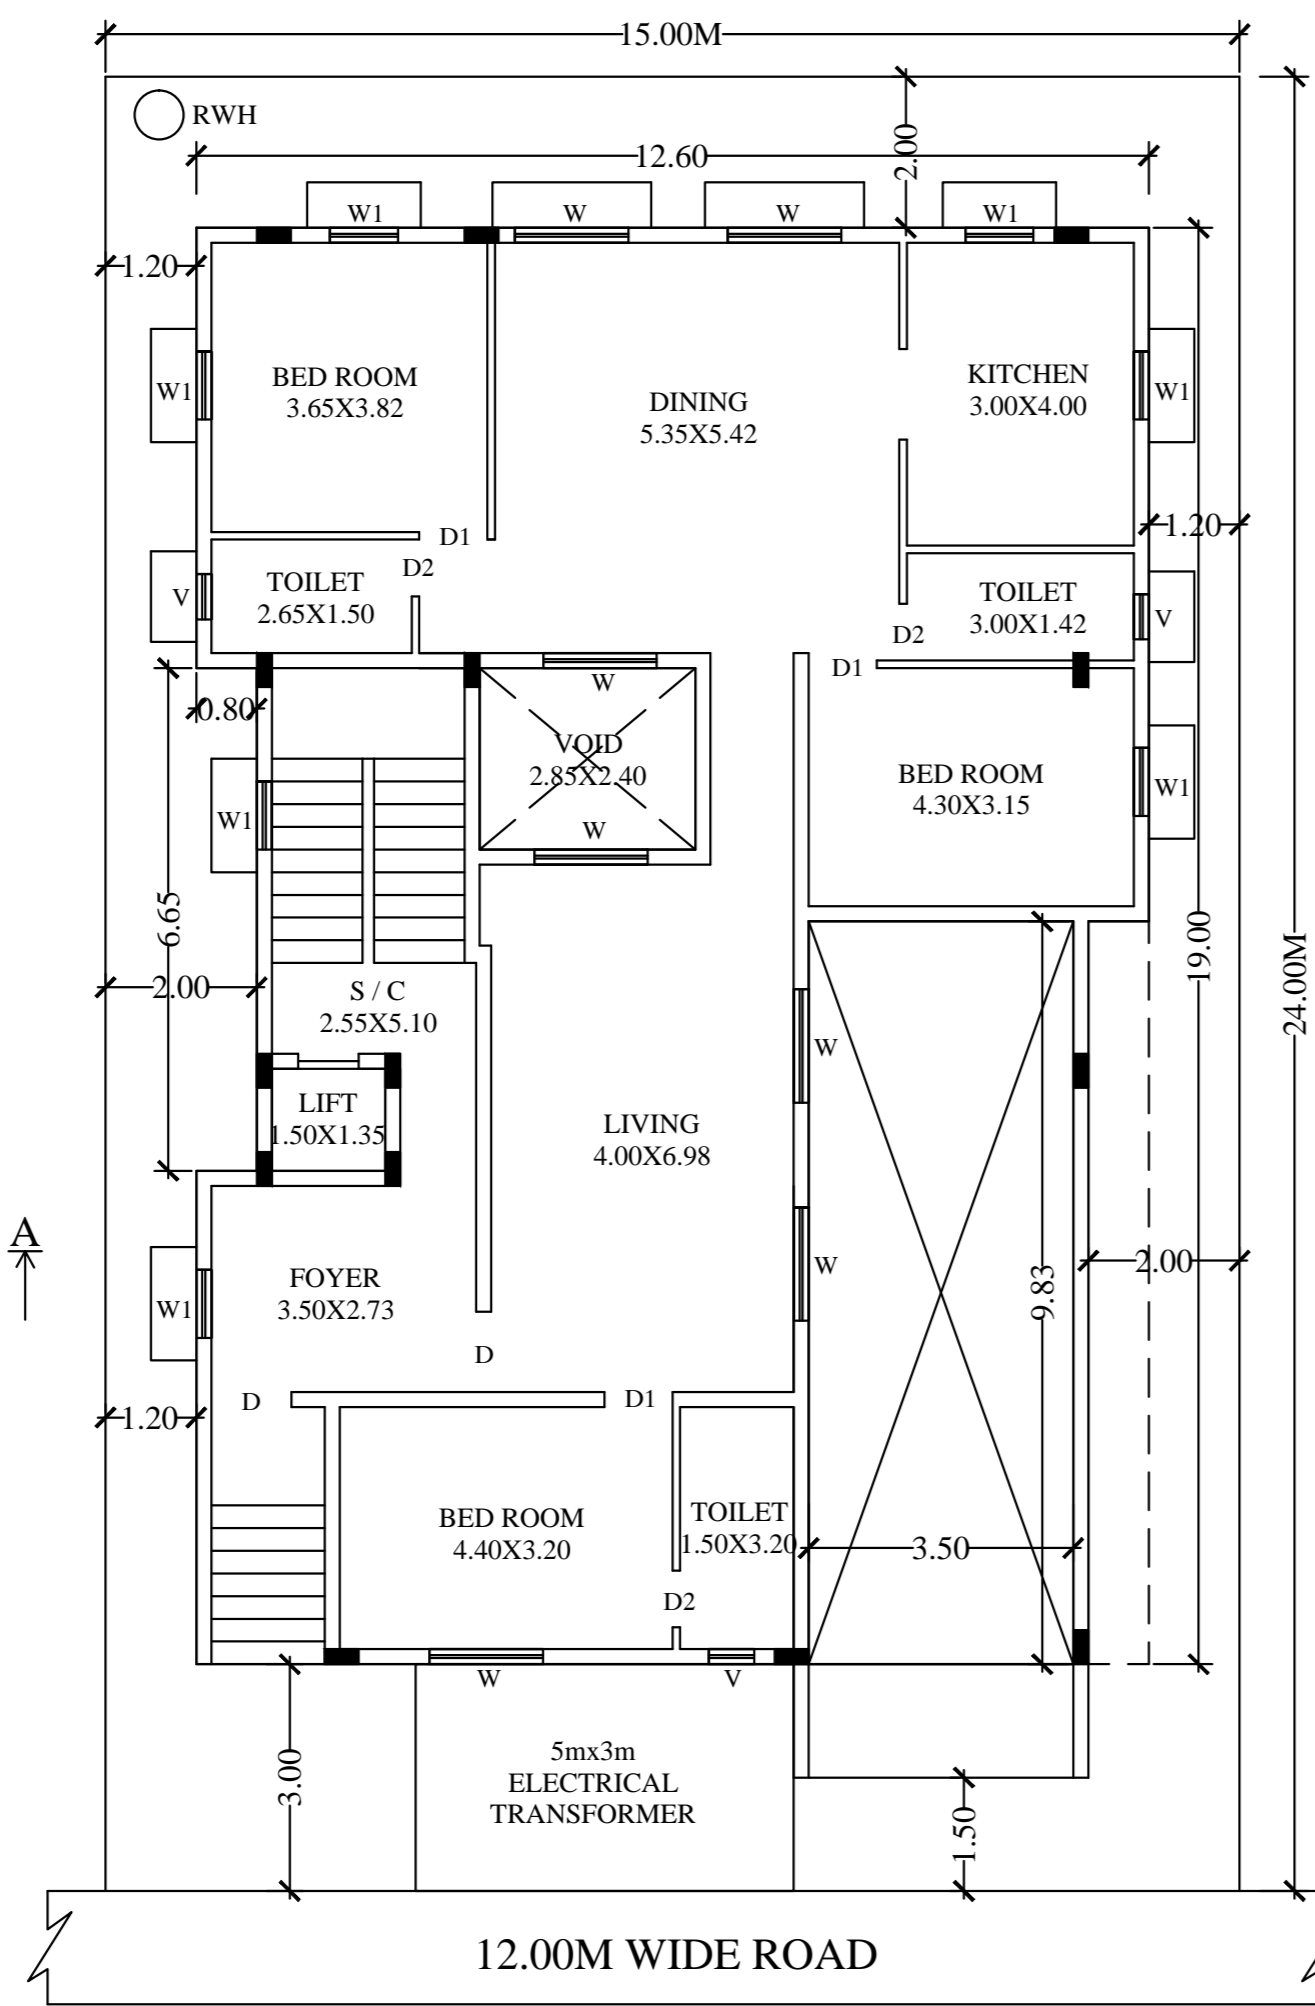 15.00M
RWH
12.60
2.00
W1
W
W
W1
1.20
W1
BED ROOM
3.65X3.82
DINING
5.35X5.42
KITCHEN
3.00X4.00
W1
1.20
D1
D2
V
TOILET
2.65X1.50
TOILET
3.00X1.42
V
D2
D1
W
0.80
VOID
2.85X2.40
W
BED ROOM
4.30X3.15
W1
W1
6.65
2.00
S / C
2.55X5.10
19.00
24.00M
W
LIFT
1.50X1.35
LIVING
4.00X6.98
A
FOYER
3.50X2.73
W1
W
9.83
2.00
D
D
D1
1.20
BED ROOM
4.40X3.20
TOILET
1.50X3.20
3.50
D2
W
V
5mx3m
ELECTRICAL
TRANSFORMER
3.00
1.50
12.00M WIDE ROAD